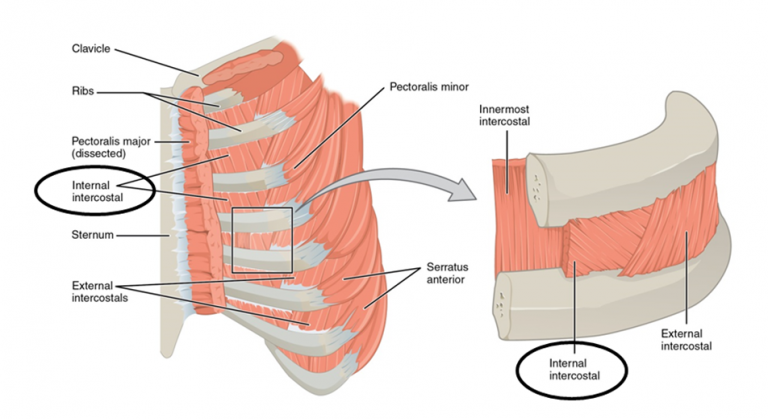 Clavicle
Ribs
Pectoralis major
(dissected)
Internal
intercostal
Sternum
External
intercostals
Pectoralis minor
Serratus
anterior
Innermost
intercostal
Internal
intercostal
External
intercostal